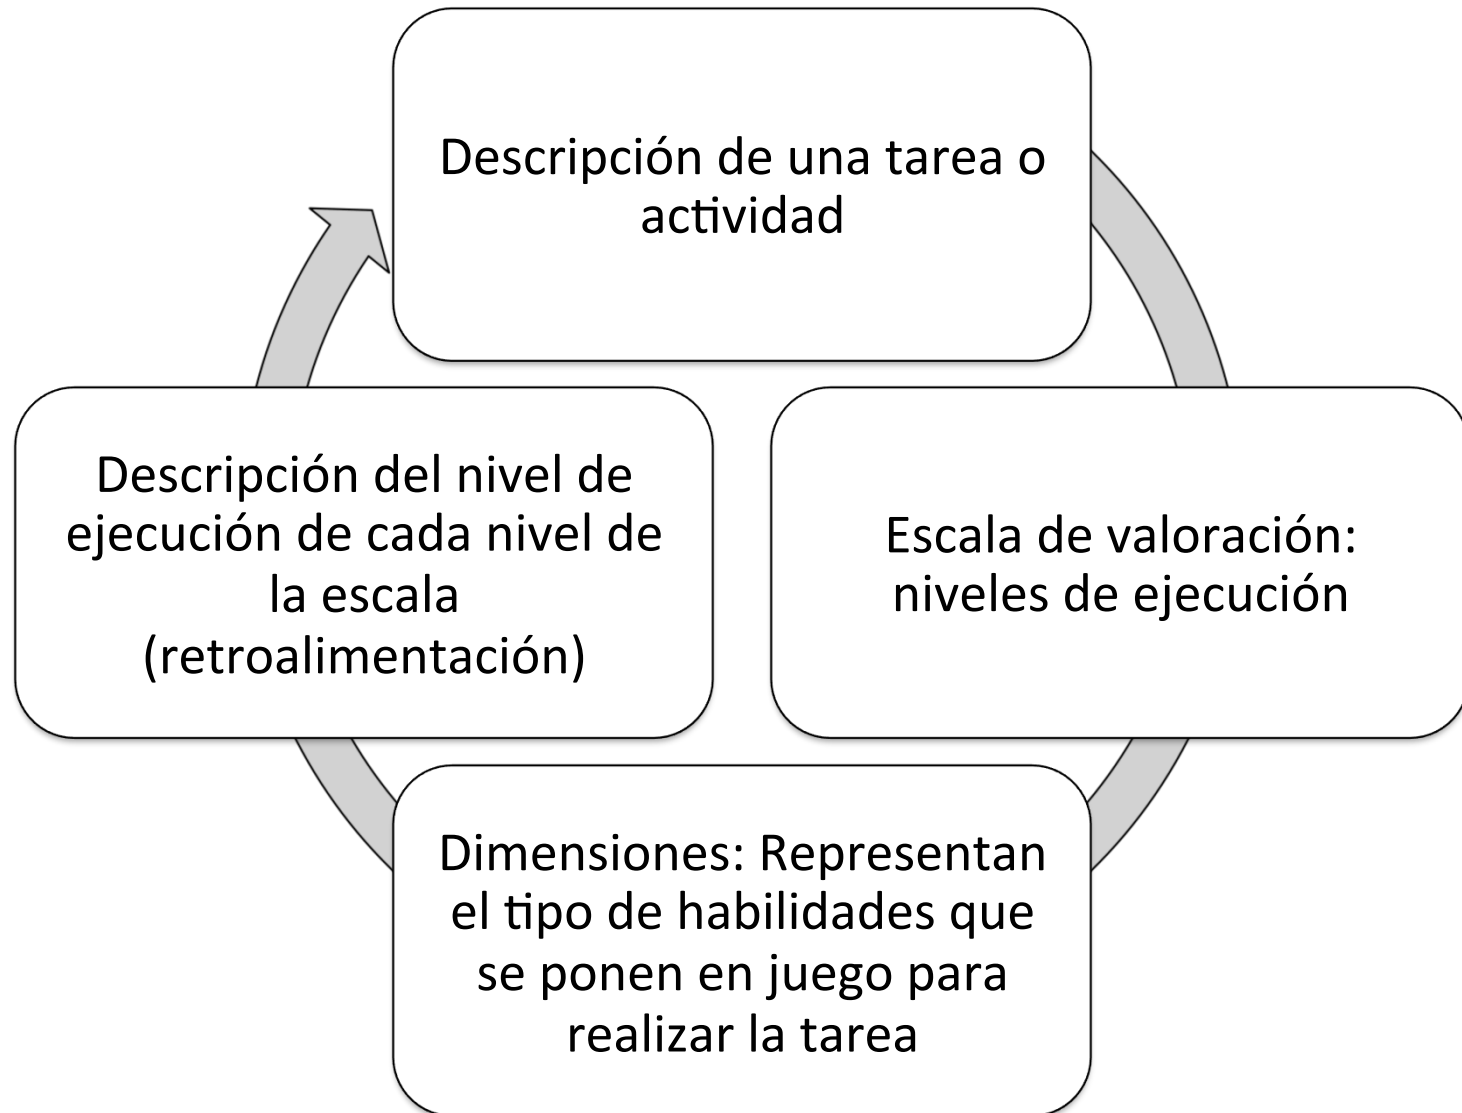 Descripción de una tarea o
actividad
Escala de valoración:
niveles de ejecución
Dimensiones: Representan
el tipo de habilidades que
se ponen en juego para
realizar la tarea
Descripción del nivel de
ejecución de cada nivel de
la escala
(retroalimentación)